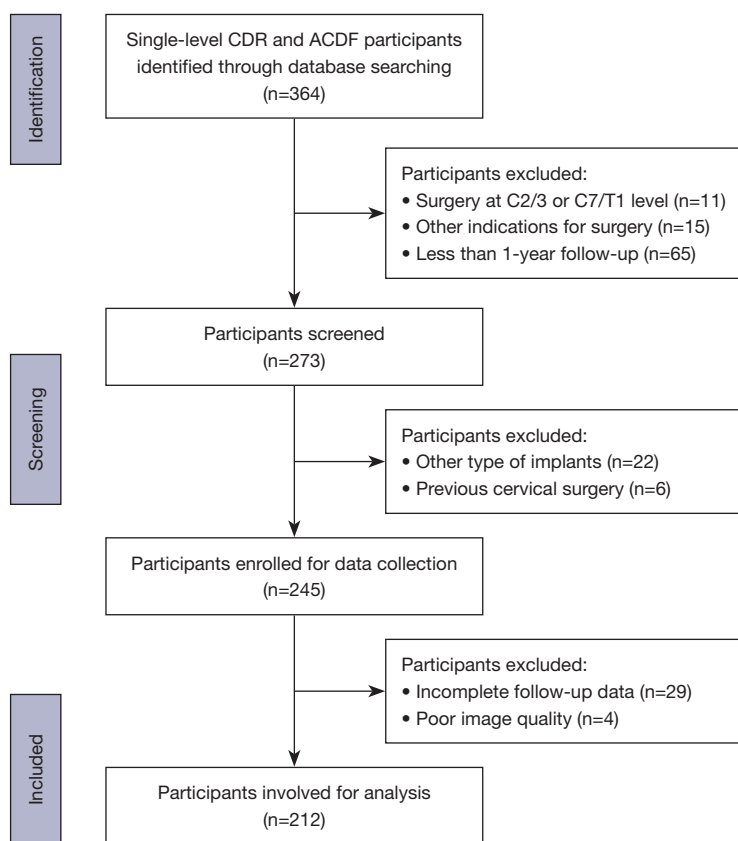 Identification
Single-level CDR and ACDF participants
identified through database searching
(n=364)
Participants excluded:
• Surgery at C2/3 or C7/T1 level (n=11)
• Other indications for surgery (n=15)
• Less than 1-year follow-up (n=65)
Participants screened
(n=273)
Screening
Participants excluded:
• Other type of implants (n=22)
• Previous cervical surgery (n=6)
Participants enrolled for data collection
(n=245)
Participants excluded:
• Incomplete follow-up data (n=29)
• Poor image quality (n=4)
Included
Participants involved for analysis
(n=212)